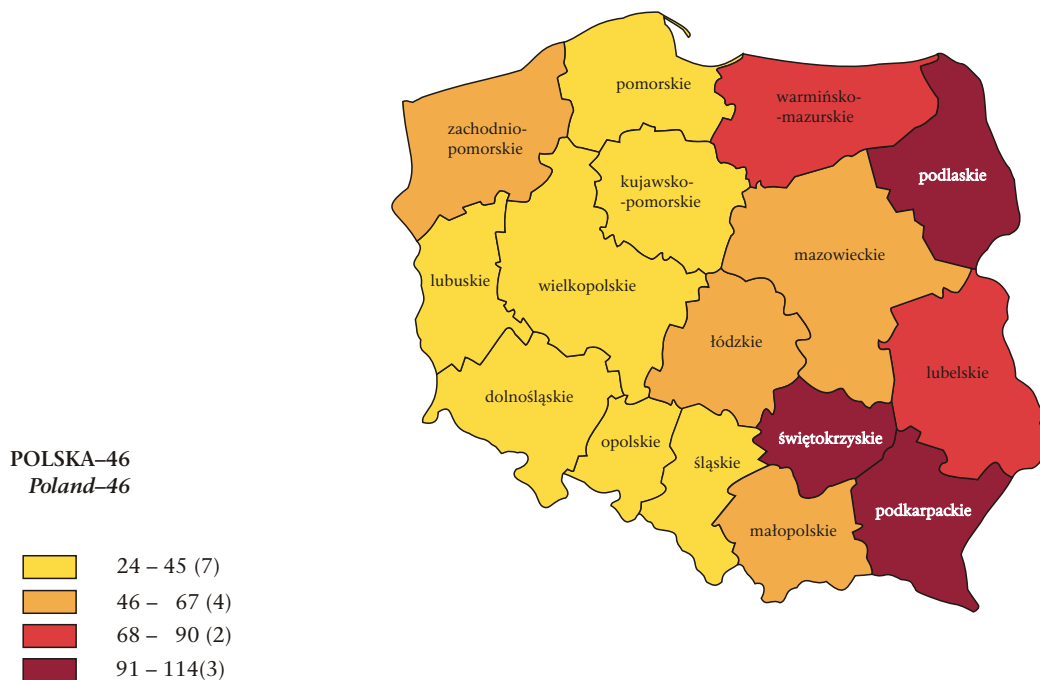 pomorskie
warmińsko-
-mazurskie
zachodnio-
pomorskie
podlaskie
kujawsko-
-pomorskie
mazowieckie
lubuskie
wielkopolskie
łódzkie
lubelskie
dolnośląskie
świętokrzyskie
opolskie
śląskie
podkarpackie
małopolskie
POLSKA–46
Poland–46
24 – 45 (7)
46 – 67 (4)
68 – 90 (2)
91 – 114(3)